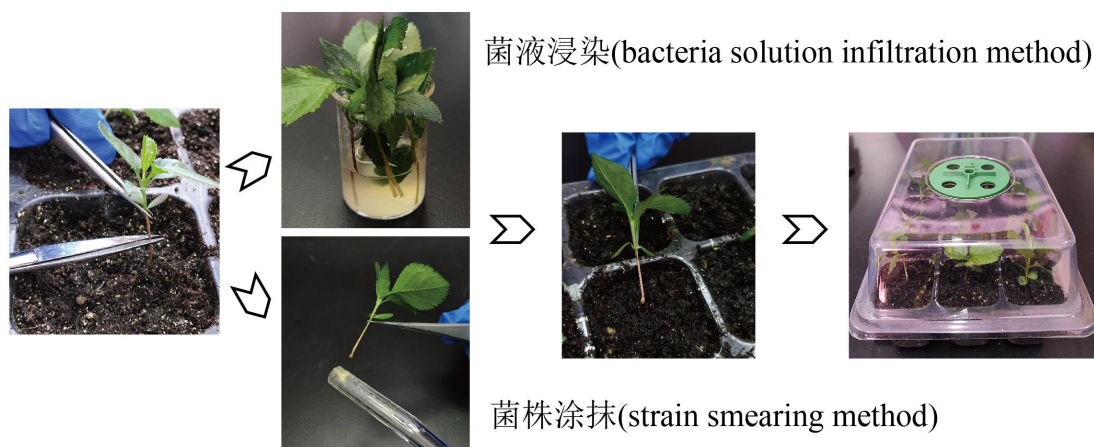 菌液浸染(bacteria solution infiltration method)
菌株涂抹(strain smearing method)